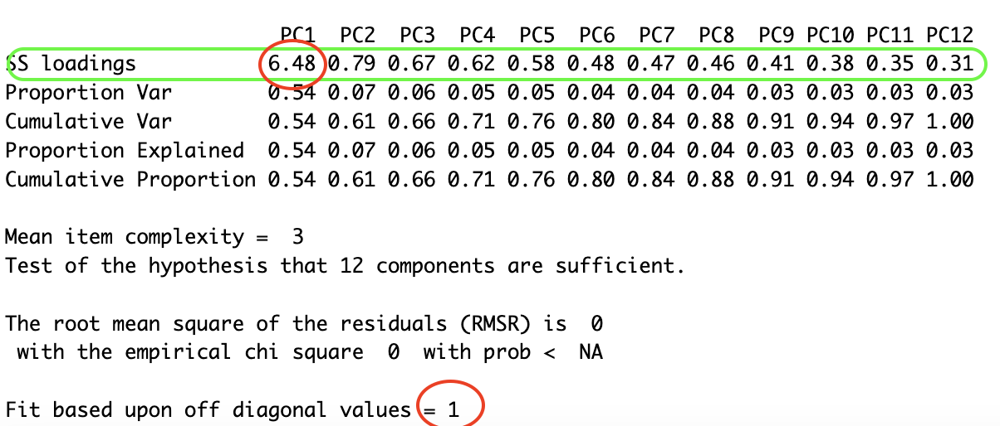 PC1 PC2 PC3 PC4 PC5 PC6 PC7 PC8 PC9 PC10 PC11 PC12
SS loadings 6.48 0.79 0.67 0.62 0.58 0.48 0.47 0.46 0.41 0.38 0.35 0.31
Proportion Var 0.54 0.07 0.06 0.05 0.05 0.04 0.04 0.04 0.03 0.03 0.03 0.03
Cumulative Var 0.54 0.61 0.66 0.71 0.76 0.80 0.84 0.88 0.91 0.94 0.97 1.00
Proportion Explained 0.54 0.07 0.06 0.05 0.05 0.04 0.04 0.04 0.03 0.03 0.03 0.03
Cumulative Proportion 0.54 0.61 0.66 0.71 0.76 0.80 0.84 0.88 0.91 0.94 0.97 1.00
Mean item complexity = 3
Test of the hypothesis that 12 components are sufficient.
The root mean square of the residuals (RMSR) is 0
with the empirical chi square 0 with prob < NA
Fit based upon off diagonal values = 1